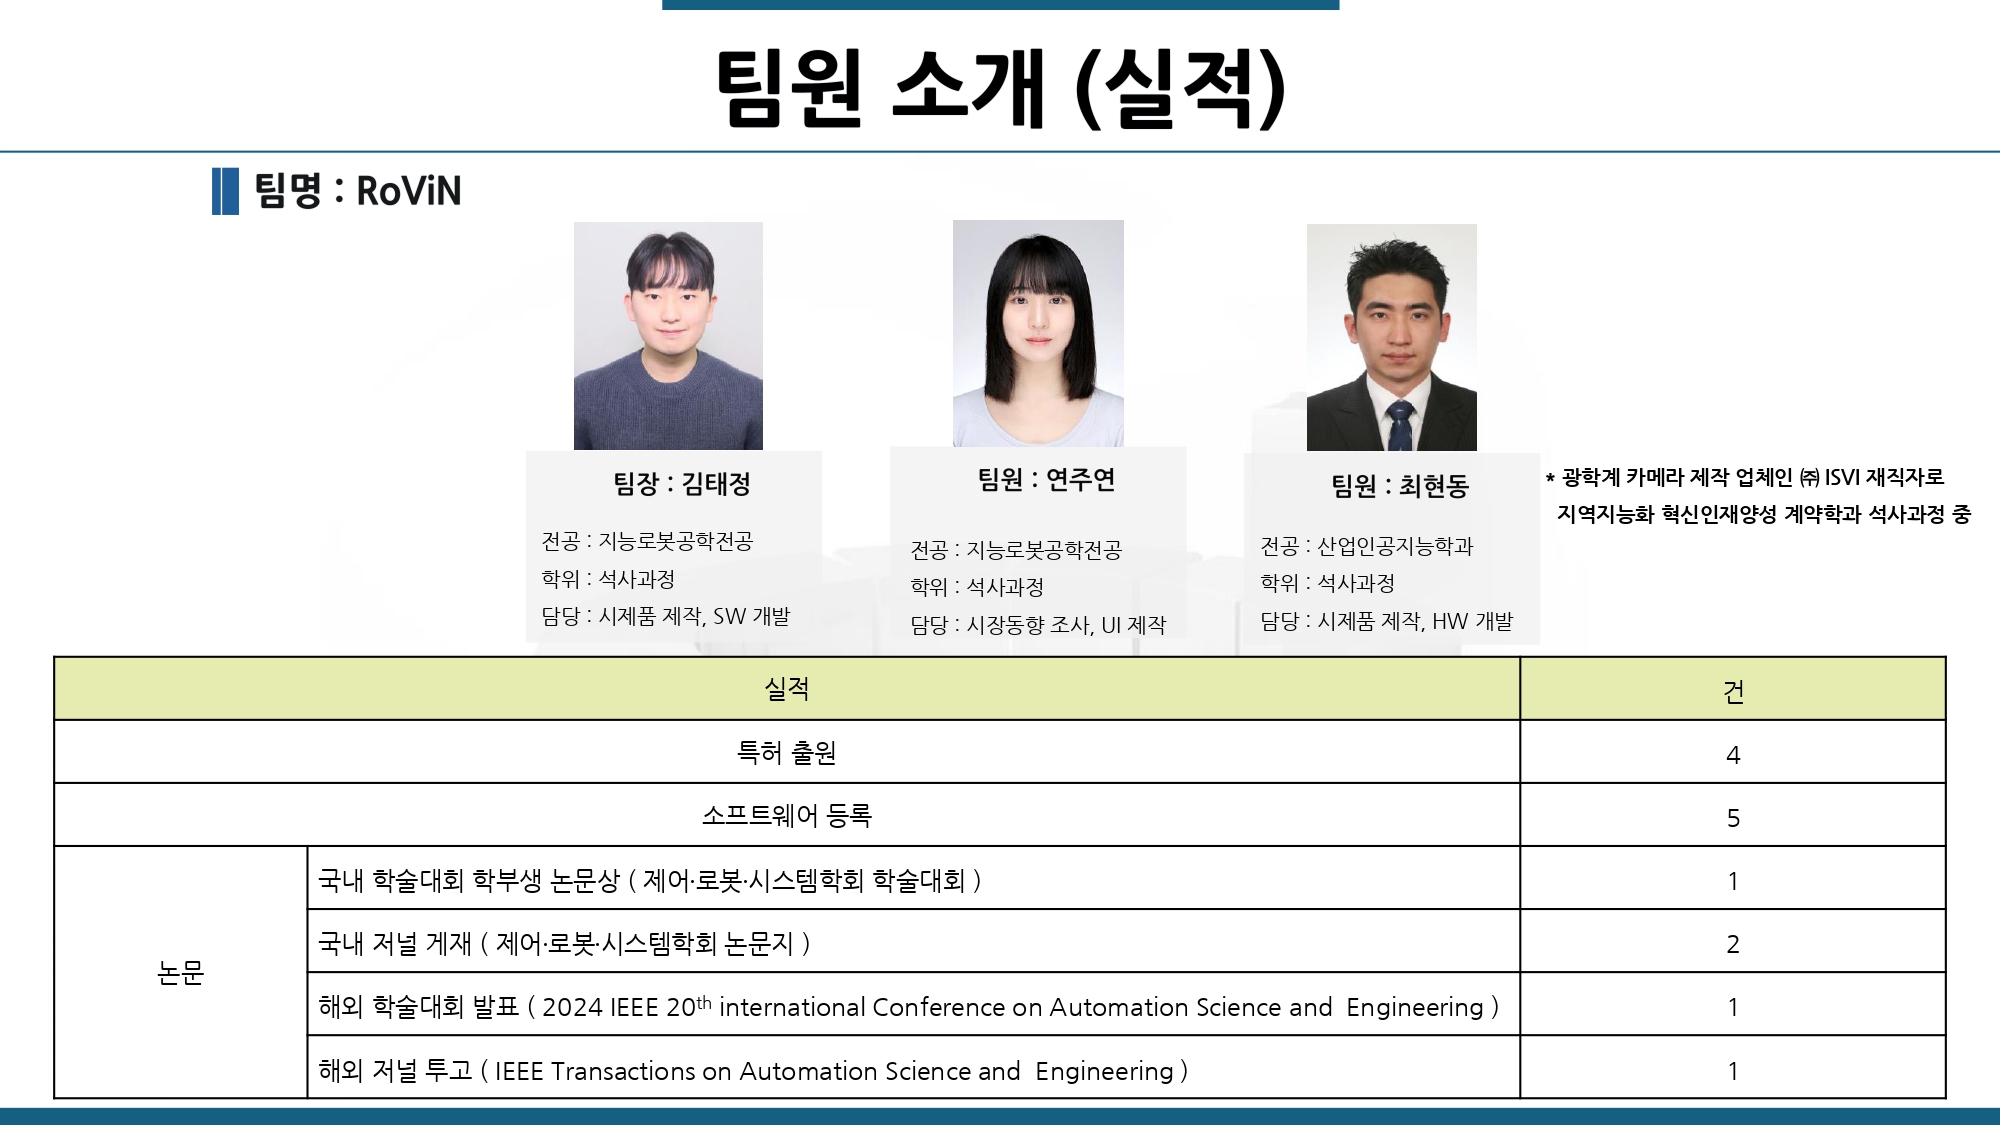 팀원 소개 (실적)
팀명 : RoViN
팀장 : 김태정
전공 : 지능로봇공학전공
학위 : 석사과정
담당 : 시제품 제작, SW 개발
팀원 : 연주연
전공 : 지능로봇공학전공
학위 : 석사과정
담당 : 시장동향 조사, UI 제작
팀원 : 최현동
전공 : 산업인공지능학과
학위 : 석사과정
담당 : 시제품 제작, HW 개발
* 광학계 카메라 제작 업체인 ㈜ ISVI 재직자로
지역지능화 혁신인재양성 계약학과 석사과정 중
실적 건
특허 출원 4
소프트웨어 등록 5
논문
국내 학술대회 학부생 논문상 ( 제어·로봇·시스템학회 학술대회 ) 1
국내 저널 게재 ( 제어·로봇·시스템학회 논문지 ) 2
해외 학술대회 발표 ( 2024 IEEE 20th international Conference on Automation Science and Engineering ) 1
해외 저널 투고 ( IEEE Transactions on Automation Science and Engineering ) 1